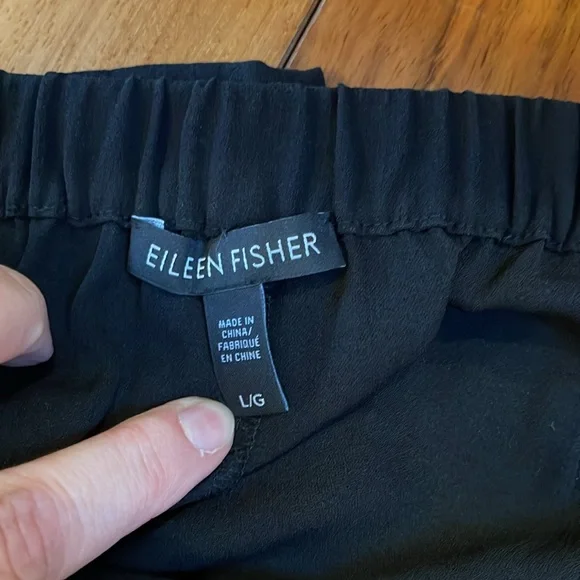 EILEEN FISHER
MADE IN
CHINA/
FABRIQUÉ
EN CHINE
L/G